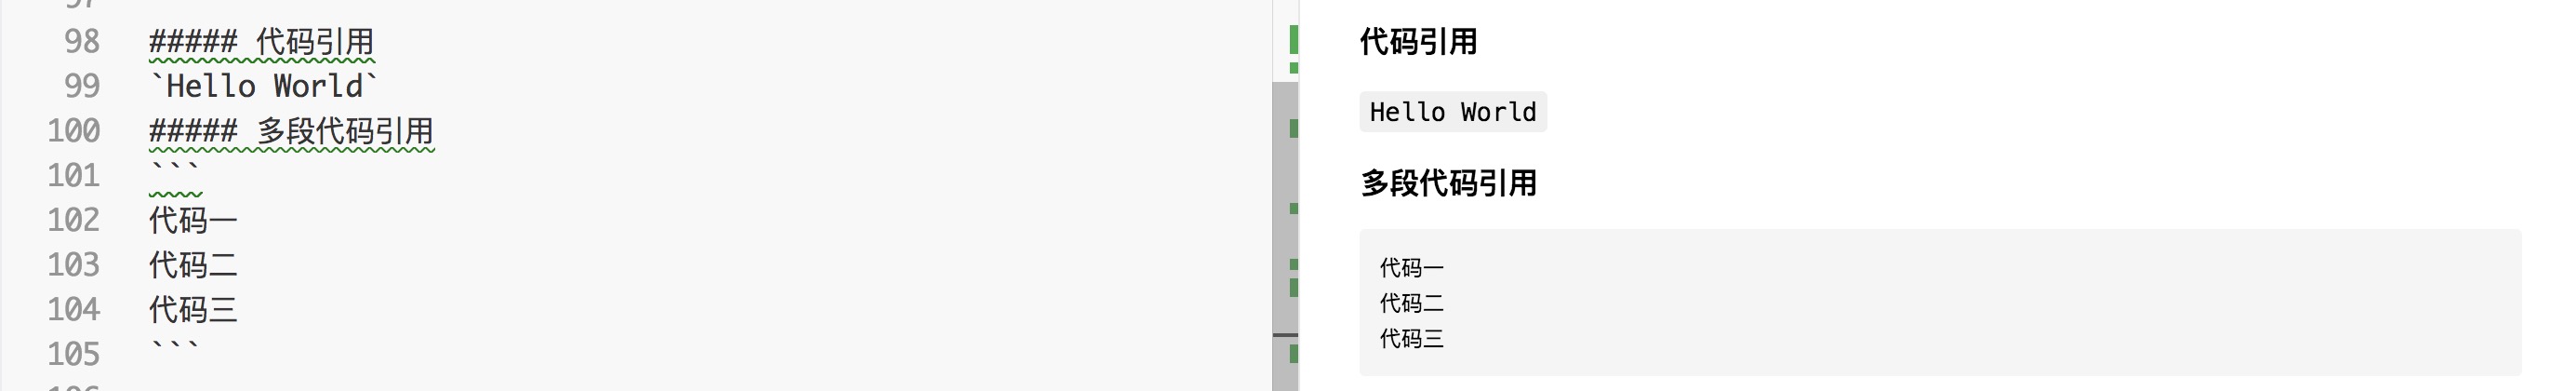 98 ##### 代码引用
99 `Hello World`
100 ##### 多段代码引用
101 ```
102 代码一
103 代码二
104 代码三
105 ```
代码引用
Hello World
多段代码引用
代码一
代码二
代码三